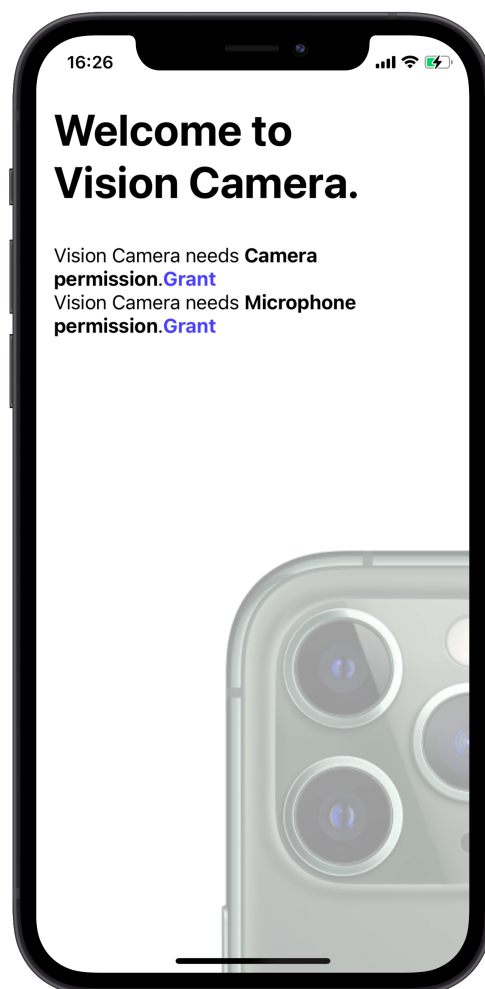 16:26
Welcome to
Vision Camera.
Vision Camera needs Camera
permission.Grant
Vision Camera needs Microphone
permission.Grant